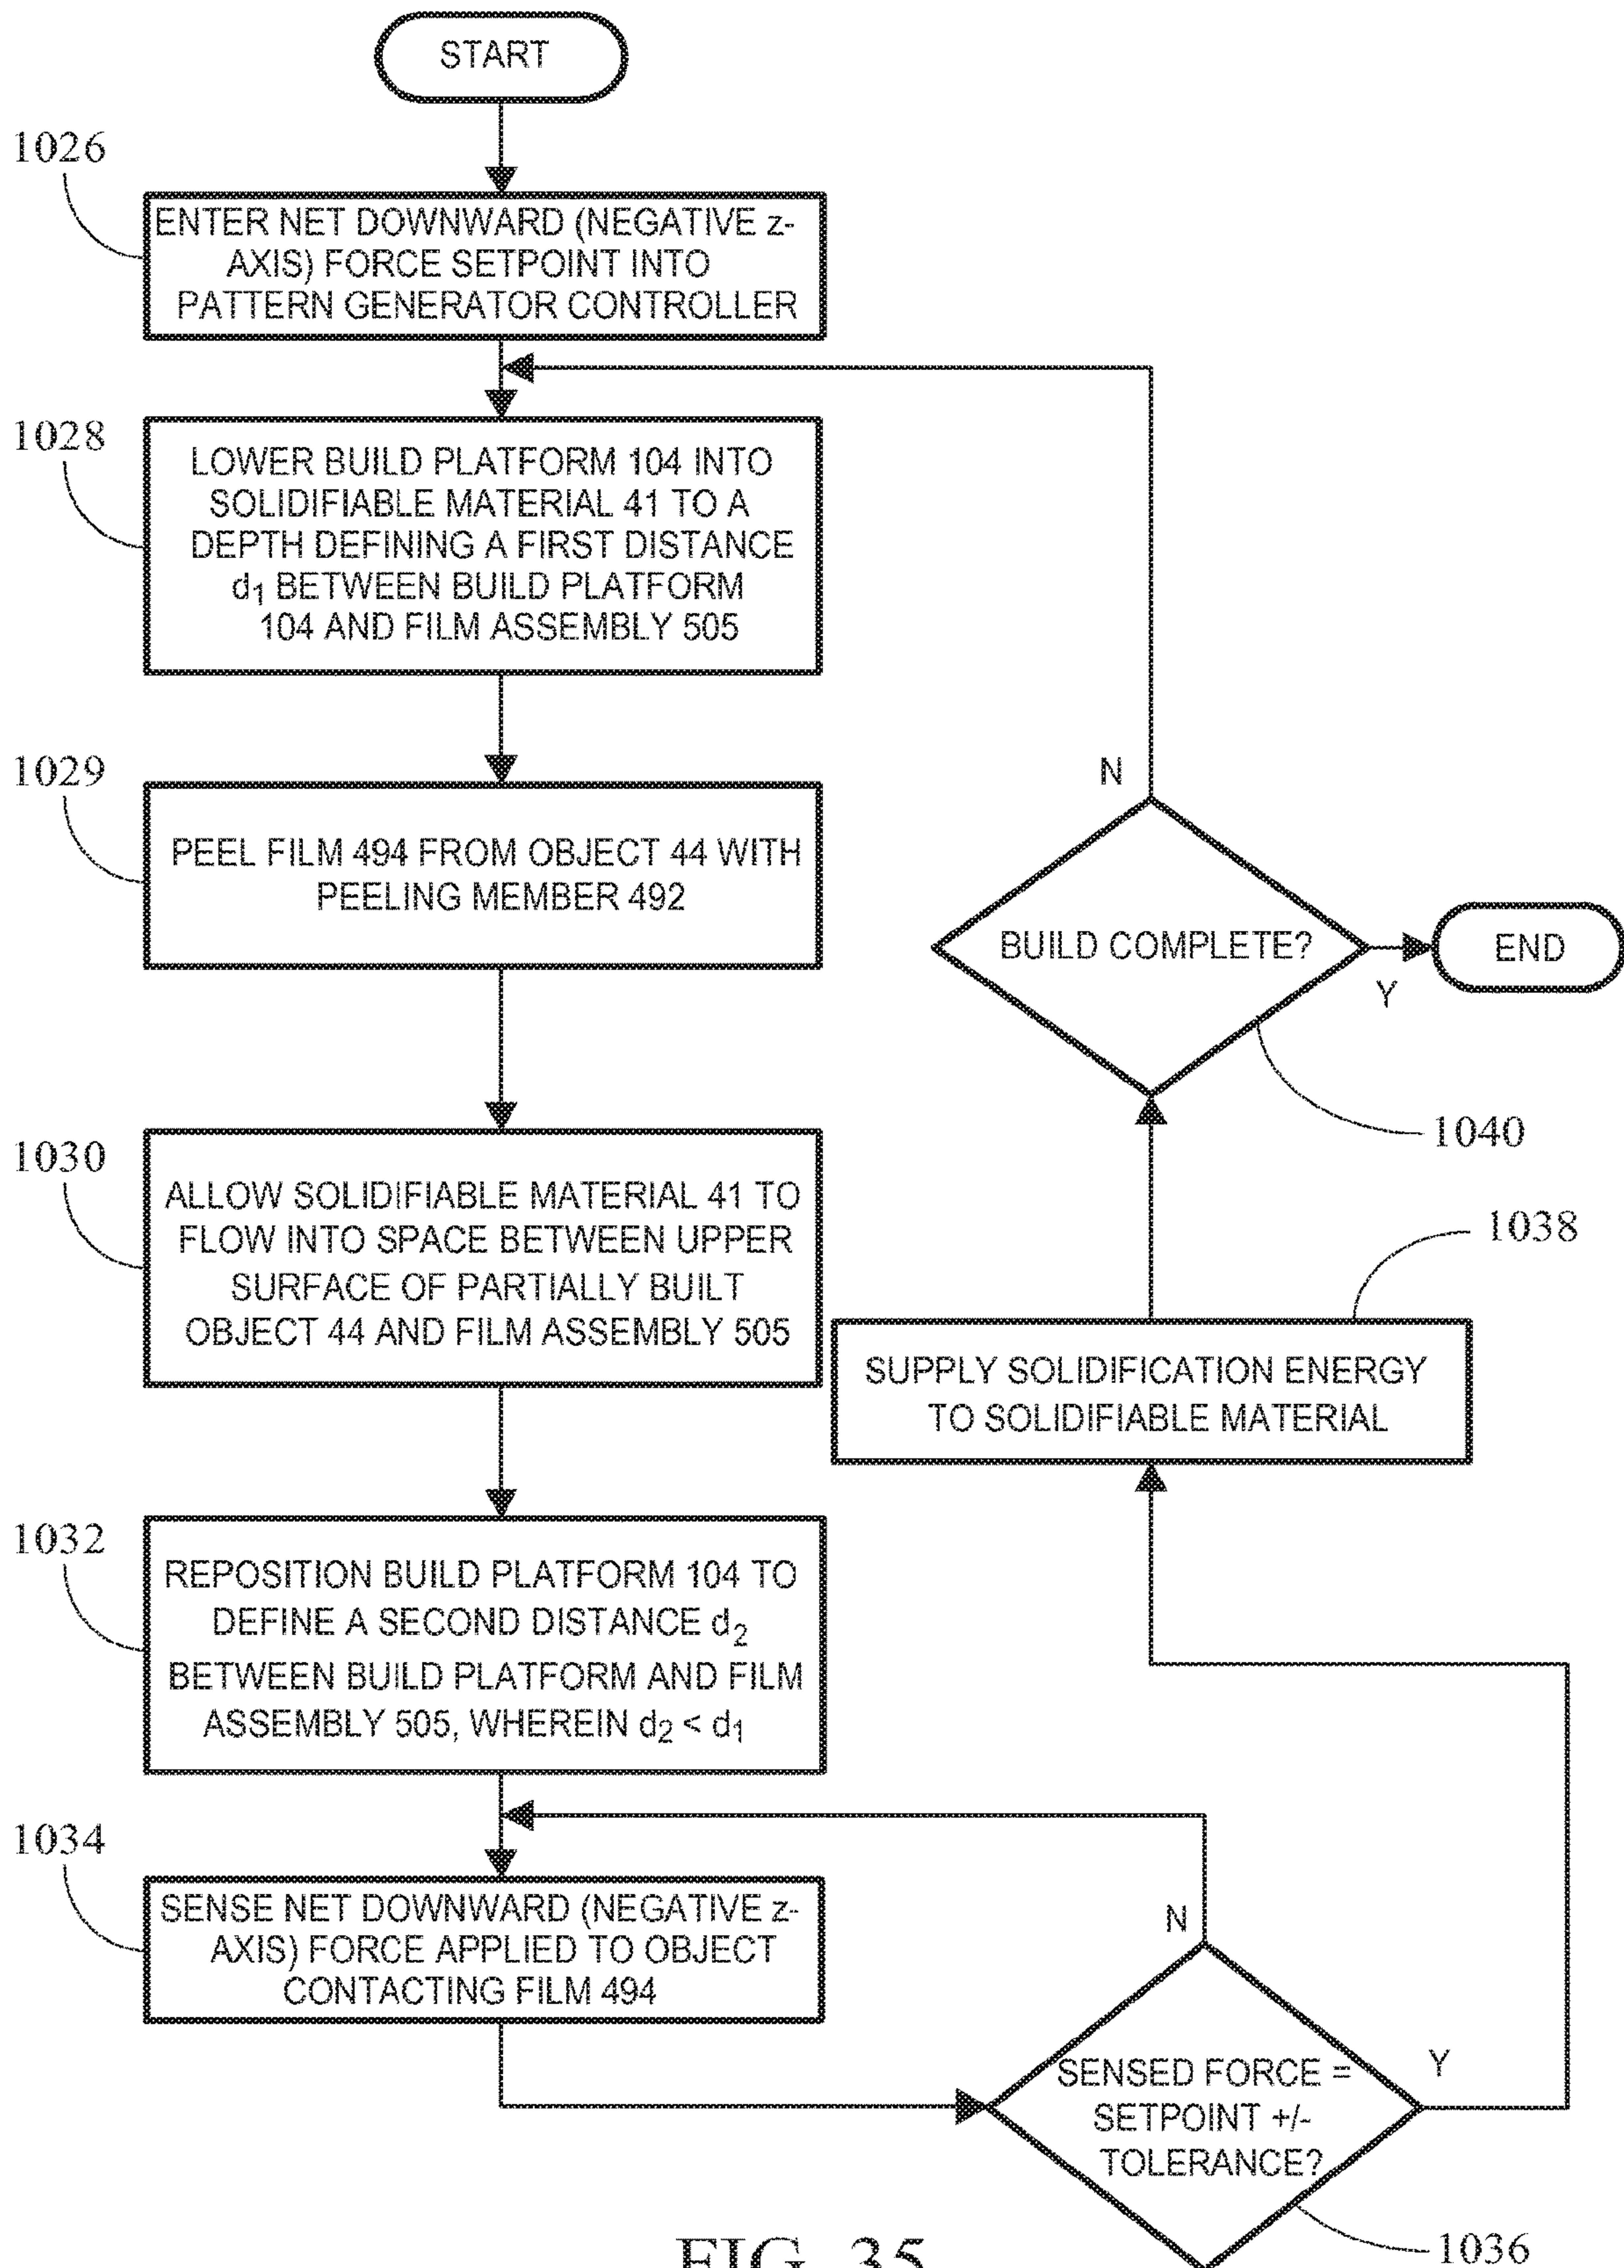 START
1026
ENTER NET DOWNWARD (NEGATIVE z-
AXIS) FORCE SETPOINT INTO
PATTERN GENERATOR CONTROLLER
1028
LOWER BUILD PLATFORM 104 INTO
SOLIDIFIABLE MATERIAL 41 TO A
DEPTH DEFINING A FIRST DISTANCE
d₁ BETWEEN BUILD PLATFORM
104 AND FILM ASSEMBLY 505
1029
PEEL FILM 494 FROM OBJECT 44 WITH
PEELING MEMBER 492
1030
ALLOW SOLIDIFIABLE MATERIAL 41 TO
FLOW INTO SPACE BETWEEN UPPER
SURFACE OF PARTIALLY BUILT
OBJECT 44 AND FILM ASSEMBLY 505
1032
REPOSITION BUILD PLATFORM 104 TO
DEFINE A SECOND DISTANCE d₂
BETWEEN BUILD PLATFORM AND FILM
ASSEMBLY 505, WHEREIN d₂ < d₁
1034
SENSE NET DOWNWARD (NEGATIVE z-
AXIS) FORCE APPLIED TO OBJECT
CONTACTING FILM 494
N
SENSED FORCE =
SETPOINT +/-
TOLERANCE?
Y
1036
1038
SUPPLY SOLIDIFICATION ENERGY
TO SOLIDIFIABLE MATERIAL
N
BUILD COMPLETE?
Y
END
1040
FIG. 35